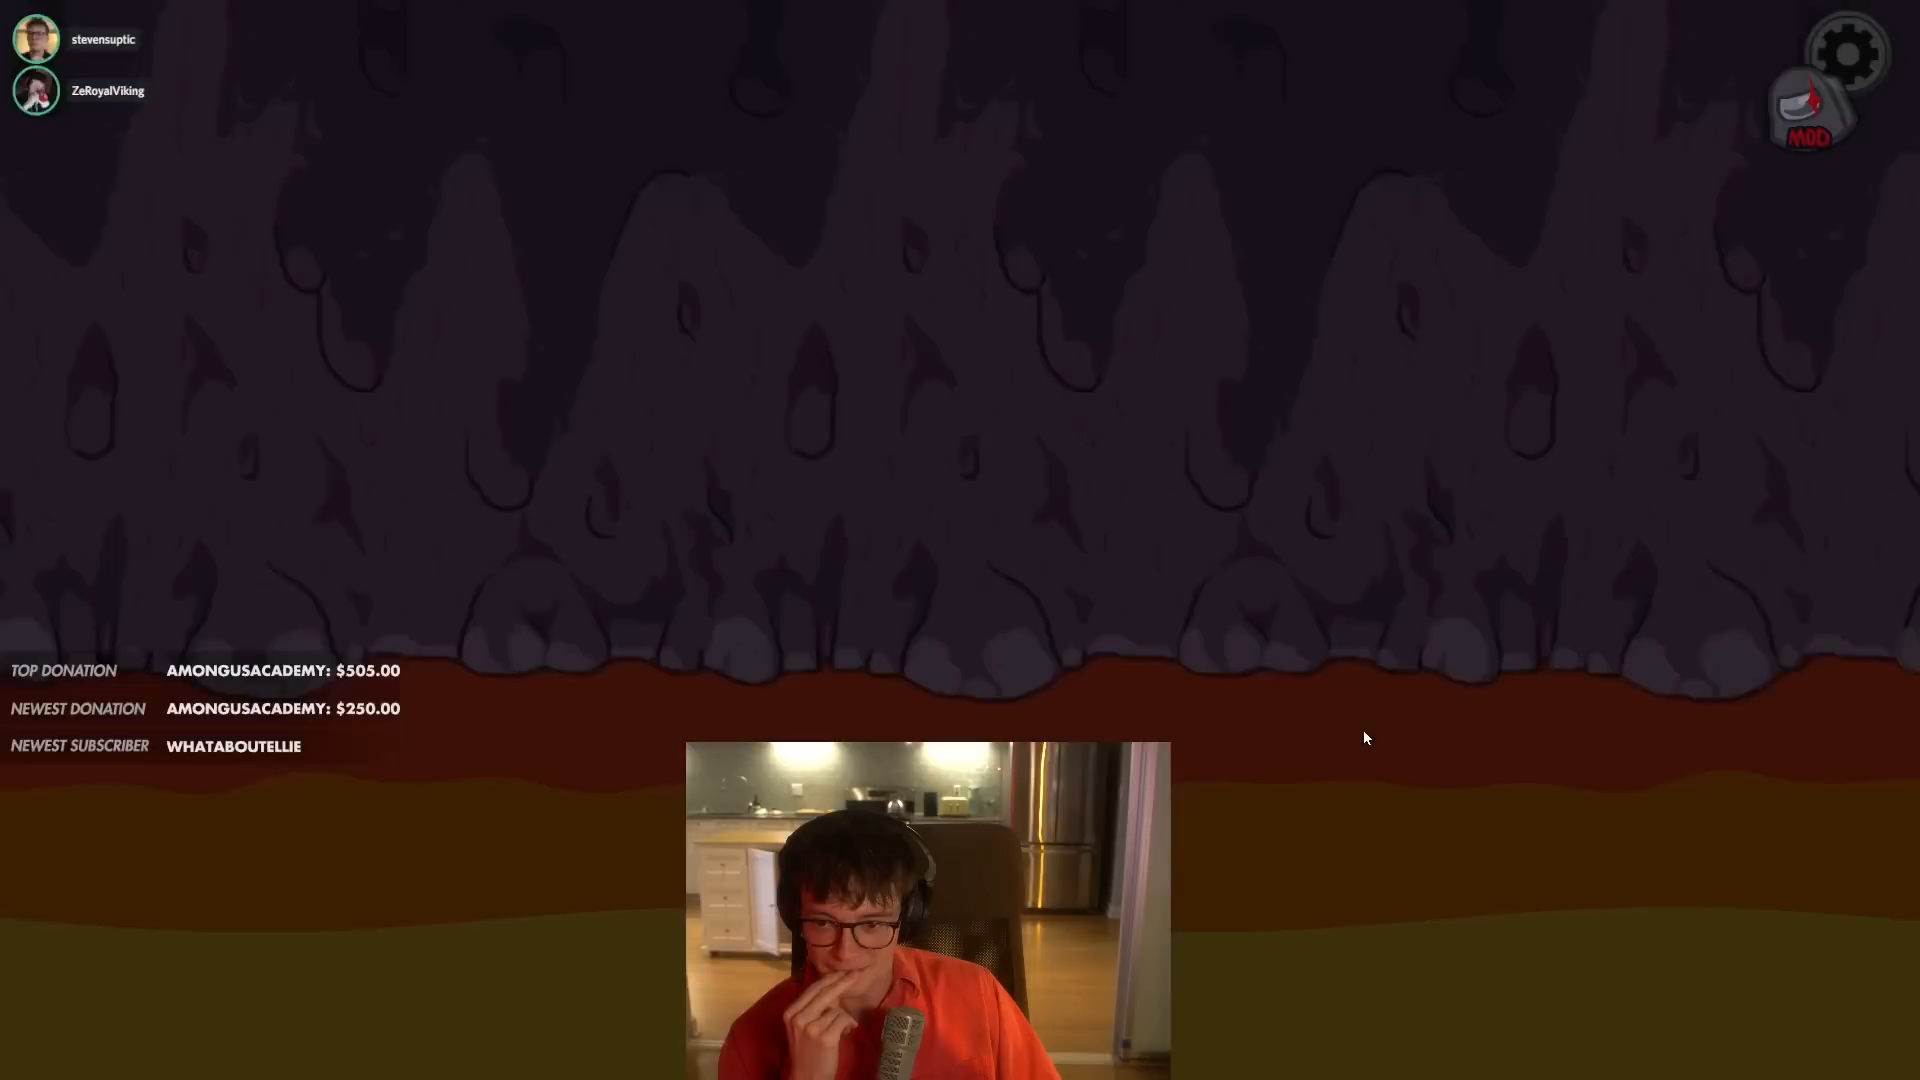 stevensuptic
ZeRoyalViking
MOD
TOP DONATION AMONGUSACADEMY: $505.00
NEWEST DONATION AMONGUSACADEMY: $250.00
NEWEST SUBSCRIBER WHATABOUTELLIE